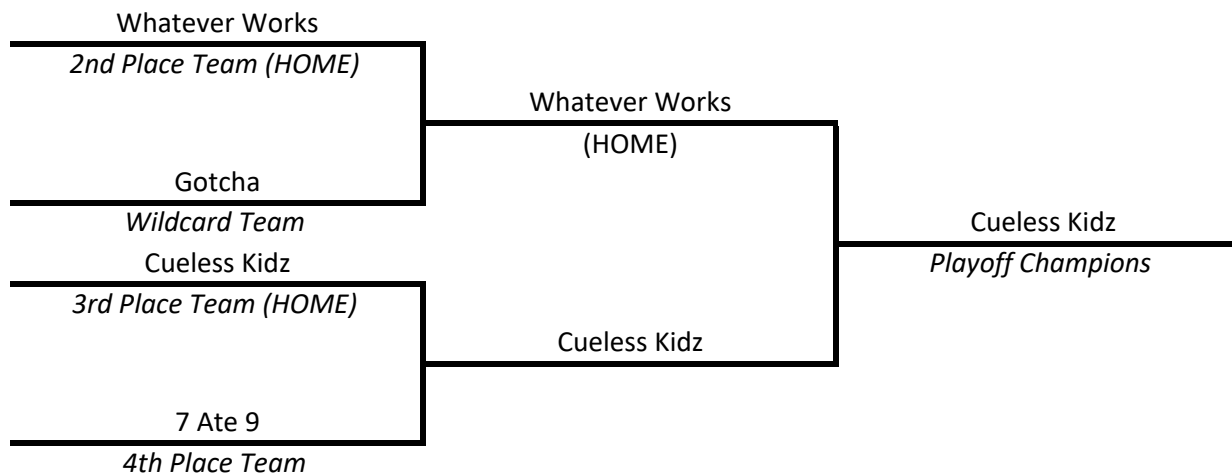 Whatever Works
2nd Place Team (HOME)
Whatever Works
(HOME)
Gotcha
Wildcard Team
Cueless Kidz
Playoff Champions
Cueless Kidz
3rd Place Team (HOME)
Cueless Kidz
7 Ate 9
4th Place Team